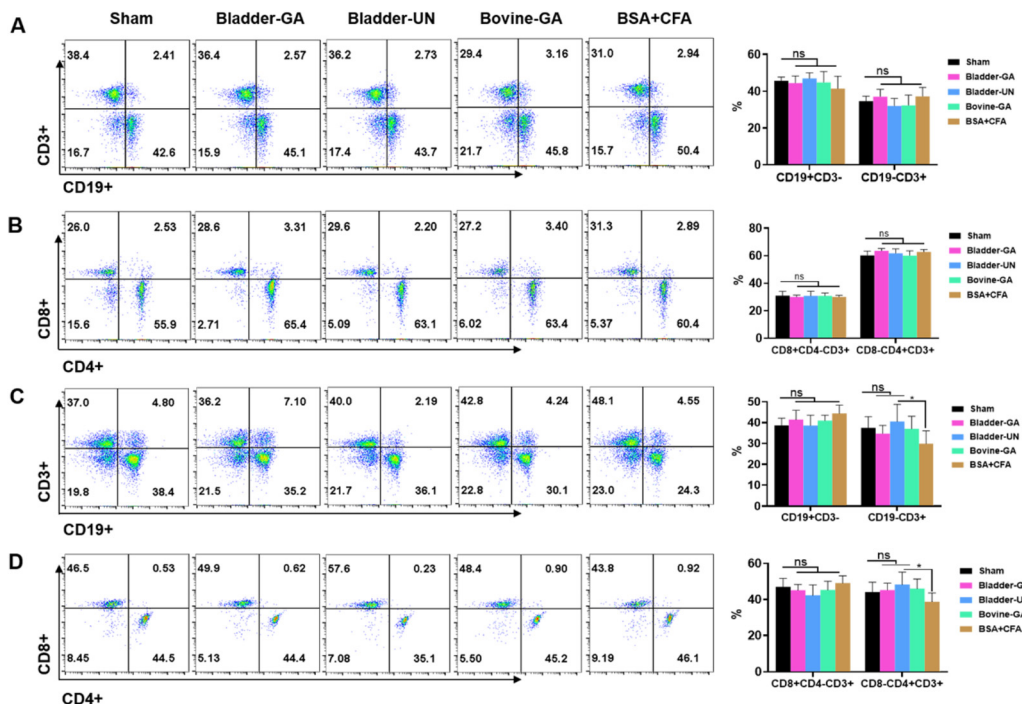 Sham Bladder-GA Bladder-UN Bovine-GA BSA+CFA
A
38.4 2.41 36.4 2.57 36.2 2.73 29.4 3.16 31.0 2.94
16.7 42.6 15.9 45.1 17.4 43.7 21.7 45.8 15.7 50.4
CD3+
CD19+
60
40
20
0
%
ns
ns
CD19+CD3- CD19-CD3+
Sham
Bladder-GA
Bladder-UN
Bovine-GA
BSA+CFA
B
26.0 2.53 28.6 3.31 29.6 2.20 27.2 3.40 31.3 2.89
15.6 55.9 2.71 65.4 5.09 63.1 6.02 63.4 5.37 60.4
CD8+
CD4+
80
60
40
20
0
%
ns
ns
CD8+CD4-CD3+ CD8-CD4+CD3+
Sham
Bladder-GA
Bladder-UN
Bovine-GA
BSA+CFA
C
37.0 4.80 36.2 7.10 40.0 2.19 42.8 4.24 48.1 4.55
19.8 38.4 21.5 35.2 21.7 36.1 22.8 30.1 23.0 24.3
CD3+
CD19+
50
40
30
20
10
0
%
ns
ns
*
CD19+CD3- CD19-CD3+
Sham
Bladder-GA
Bladder-UN
Bovine-GA
BSA+CFA
D
46.5 0.53 49.9 0.62 57.6 0.23 48.4 0.90 43.8 0.92
8.45 44.5 5.13 44.4 7.08 35.1 5.50 45.2 9.19 46.1
CD8+
CD4+
60
40
20
0
%
ns
ns
*
CD8+CD4-CD3+ CD8-CD4+CD3+
Sham
Bladder-G
Bladder-U
Bovine-GA
BSA+CFA